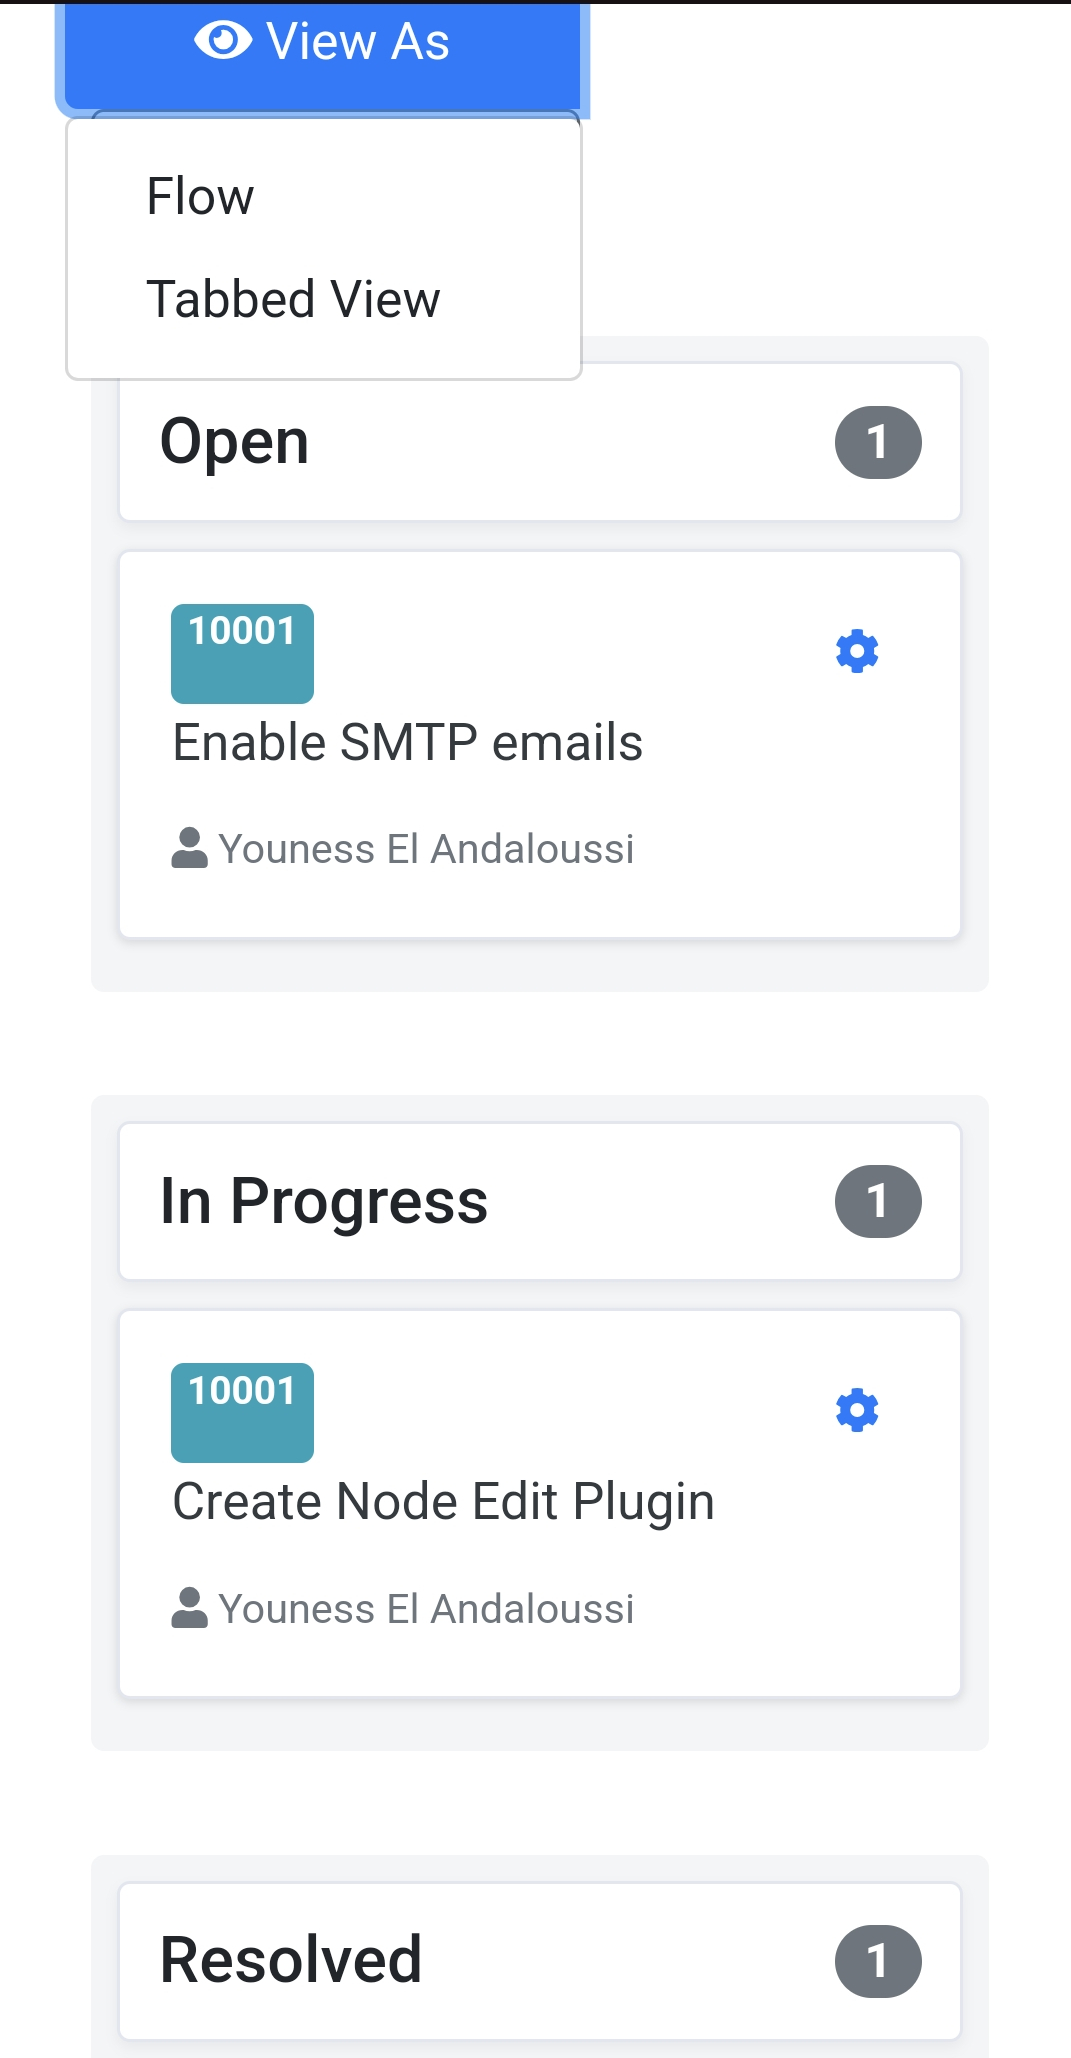 View As
Flow
Tabbed View
Open 1
10001
Enable SMTP emails
Youness El Andaloussi
In Progress 1
10001
Create Node Edit Plugin
Youness El Andaloussi
Resolved 1